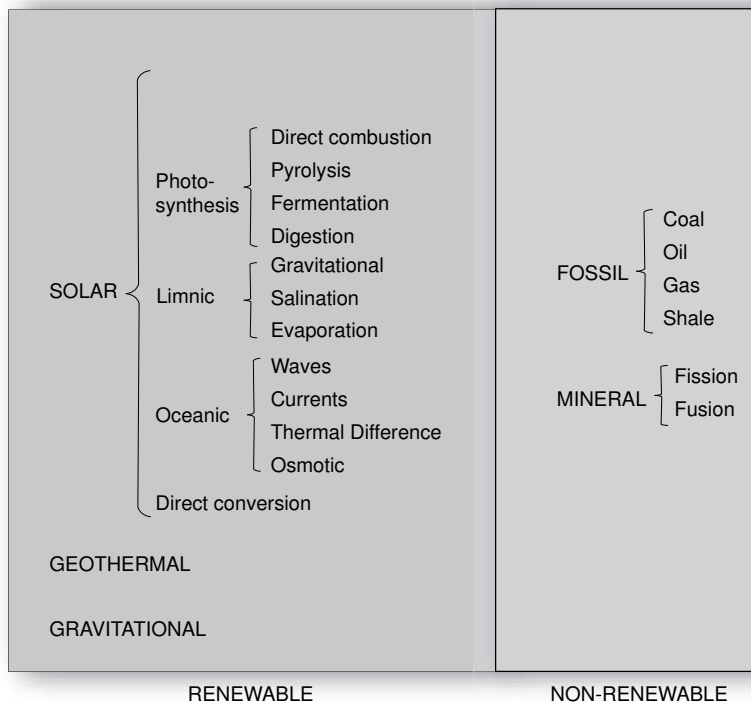 SOLAR
Photo-
synthesis
Direct combustion
Pyrolysis
Fermentation
Digestion
Limnic
Gravitational
Salination
Evaporation
Oceanic
Waves
Currents
Thermal Difference
Osmotic
Direct conversion
GEOTHERMAL
GRAVITATIONAL
RENEWABLE
FOSSIL
Coal
Oil
Gas
Shale
MINERAL
Fission
Fusion
NON-RENEWABLE